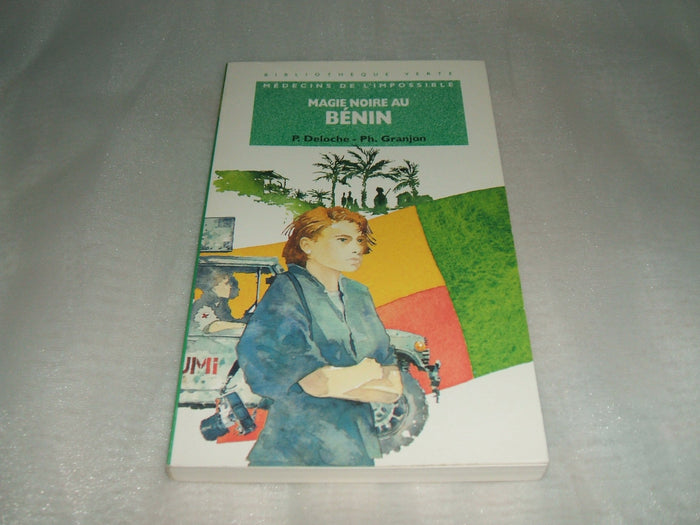 BIBLIOTHÈQUE VERTE
MÉDECINS DE L'IMPOSSIBLE
MAGIE NOIRE AU
BÉNIN
P. Deloche - Ph. Granjon
UMI